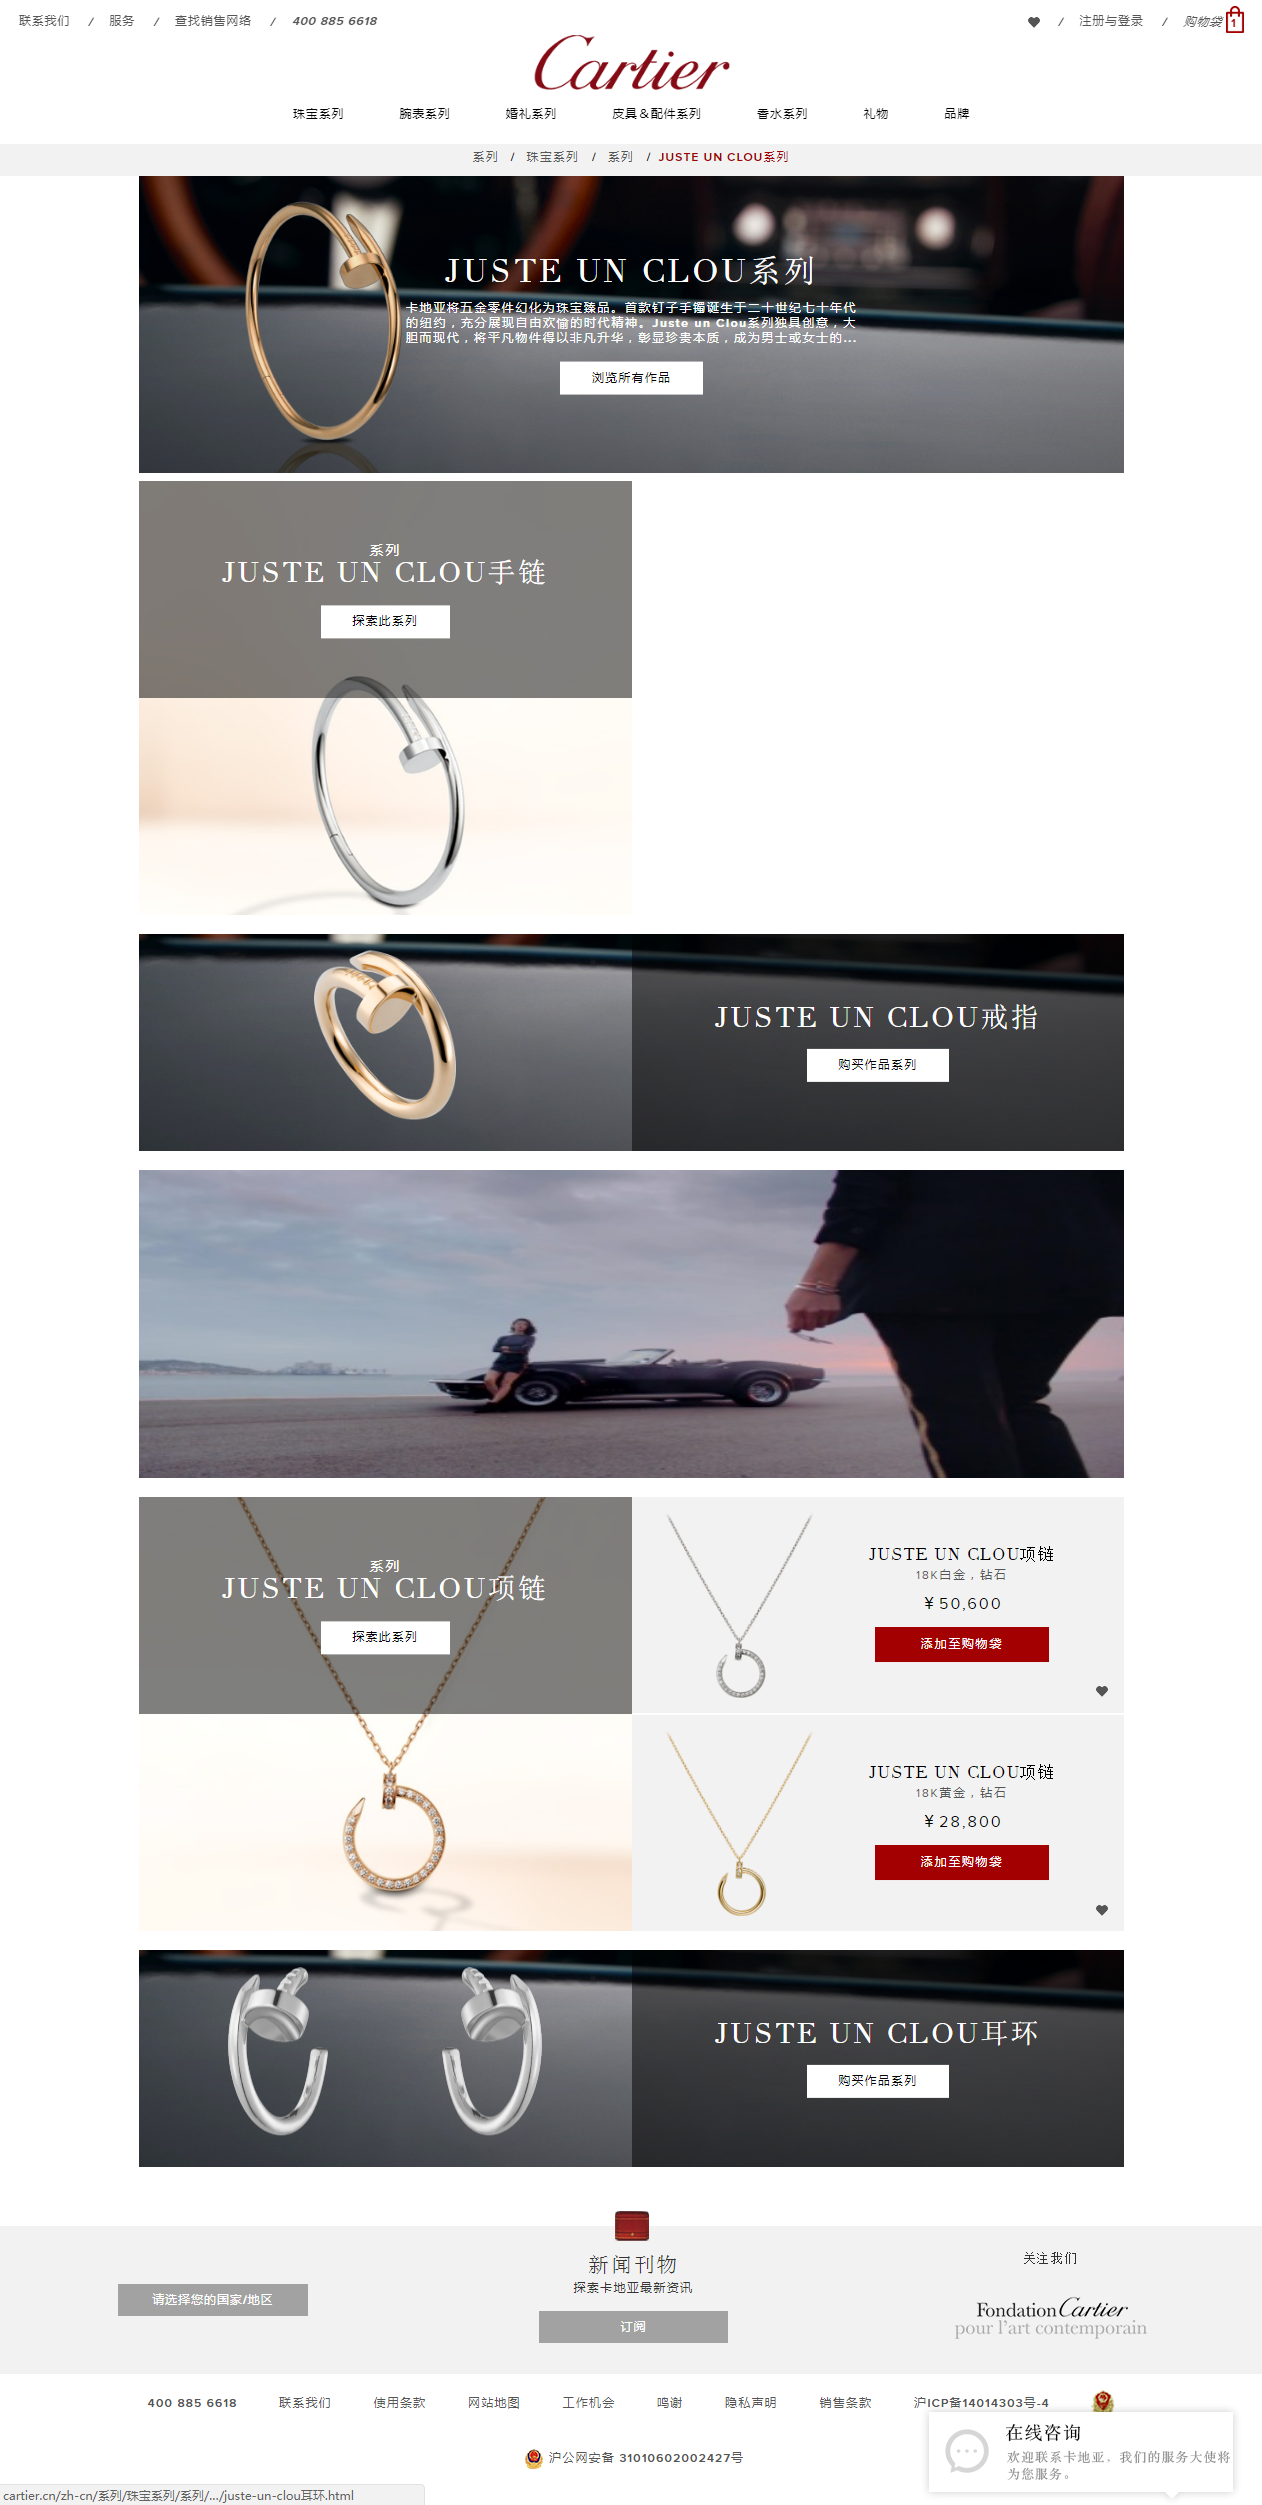 联系我们 / 服务 / 查找销售网络 / 400 885 6618
/ 注册与登录 / 购物袋 1
Cartier
珠宝系列 腕表系列 婚礼系列 皮具&配件系列 香水系列 礼物 品牌
系列 / 珠宝系列 / 系列 / JUSTE UN CLOU系列
JUSTE UN CLOU系列
卡地亚将五金零件幻化为珠宝臻品。首款钉子手镯诞生于二十世纪七十年代
的纽约，充分展现自由欢愉的时代精神。Juste un Clou系列独具创意，大
胆而现代，将平凡物件得以非凡升华，彰显珍贵本质，成为男士或女士的...
浏览所有作品
系列
JUSTE UN CLOU手链
探索此系列
JUSTE UN CLOU戒指
购买作品系列
系列
JUSTE UN CLOU项链
探索此系列
JUSTE UN CLOU项链
18K白金，钻石
¥50,600
添加至购物袋
JUSTE UN CLOU项链
18K黄金，钻石
¥28,800
添加至购物袋
JUSTE UN CLOU耳环
购买作品系列
请选择您的国家/地区
新闻刊物
探索卡地亚最新资讯
订阅
关注我们
Fondation Cartier
pour l'art contemporain
400 885 6618 联系我们 使用条款 网站地图 工作机会 鸣谢 隐私声明 销售条款 沪ICP备14014303号-4
沪公网安备 31010602002427号
在线咨询
欢迎联系卡地亚，我们的服务大使将
为您服务。
cartier.cn/zh-cn/系列/珠宝系列/系列/.../juste-un-clou耳环.html